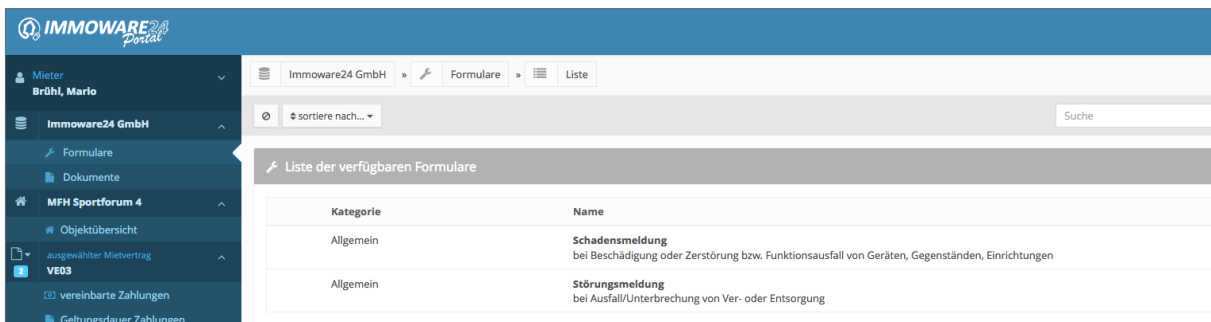 IMMOWARE24
Portal
Mieter
Brühl, Mario
Immoware24 GmbH
Formulare
Dokumente
MFH Sportforum 4
Objektübersicht
ausgewählter Mietvertrag
VE03
2
vereinbarte Zahlungen
Geltungsdauer Zahlungen
Immoware24 GmbH » Formulare » Liste
sortiere nach...
Suche
Liste der verfügbaren Formulare
Kategorie Name
Allgemein Schadensmeldung
bei Beschädigung oder Zerstörung bzw. Funktionsausfall von Geräten, Gegenständen, Einrichtungen
Allgemein Störungsmeldung
bei Ausfall/Unterbrechung von Ver- oder Entsorgung